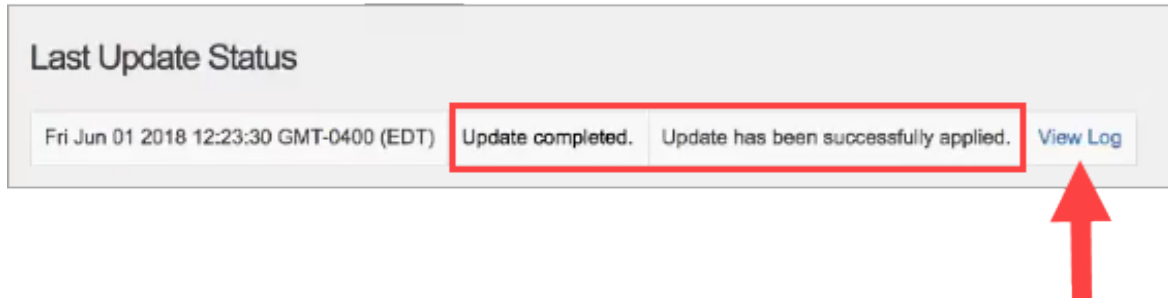 Last Update Status
Fri Jun 01 2018 12:23:30 GMT-0400 (EDT) Update completed. Update has been successfully applied. View Log